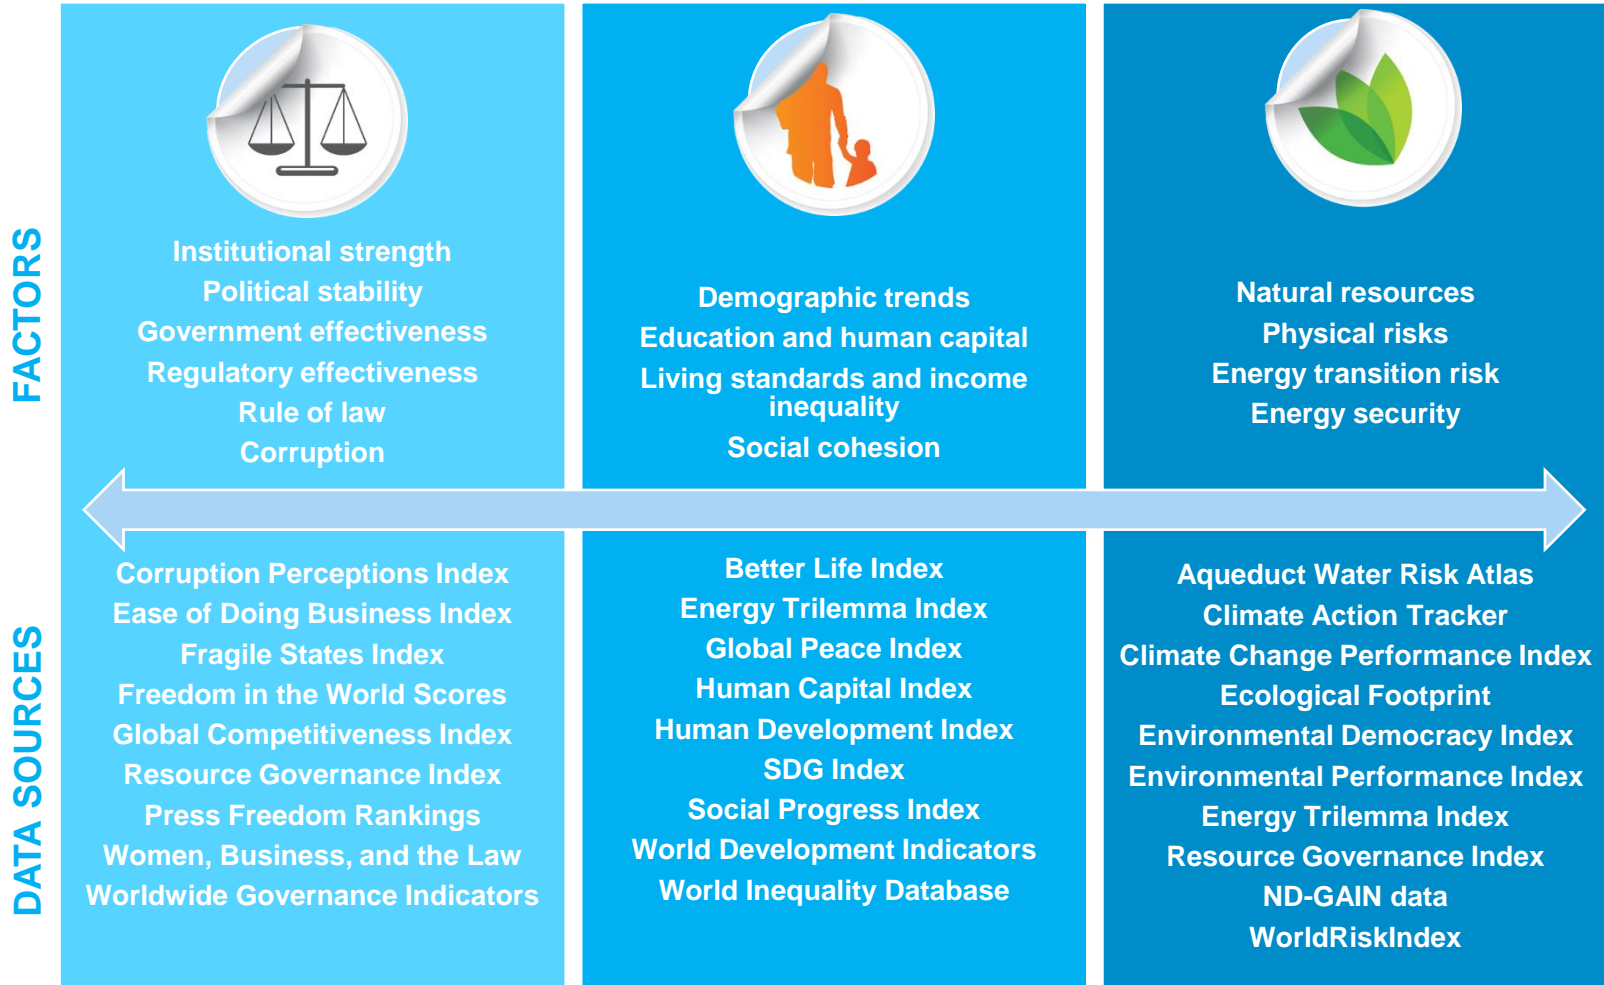 FACTORS
Institutional strength
Political stability
Government effectiveness
Regulatory effectiveness
Rule of law
Corruption
Demographic trends
Education and human capital
Living standards and income
inequality
Social cohesion
Natural resources
Physical risks
Energy transition risk
Energy security
DATA SOURCES
Corruption Perceptions Index
Ease of Doing Business Index
Fragile States Index
Freedom in the World Scores
Global Competitiveness Index
Resource Governance Index
Press Freedom Rankings
Women, Business, and the Law
Worldwide Governance Indicators
Better Life Index
Energy Trilemma Index
Global Peace Index
Human Capital Index
Human Development Index
SDG Index
Social Progress Index
World Development Indicators
World Inequality Database
Aqueduct Water Risk Atlas
Climate Action Tracker
Climate Change Performance Index
Ecological Footprint
Environmental Democracy Index
Environmental Performance Index
Energy Trilemma Index
Resource Governance Index
ND-GAIN data
WorldRiskIndex